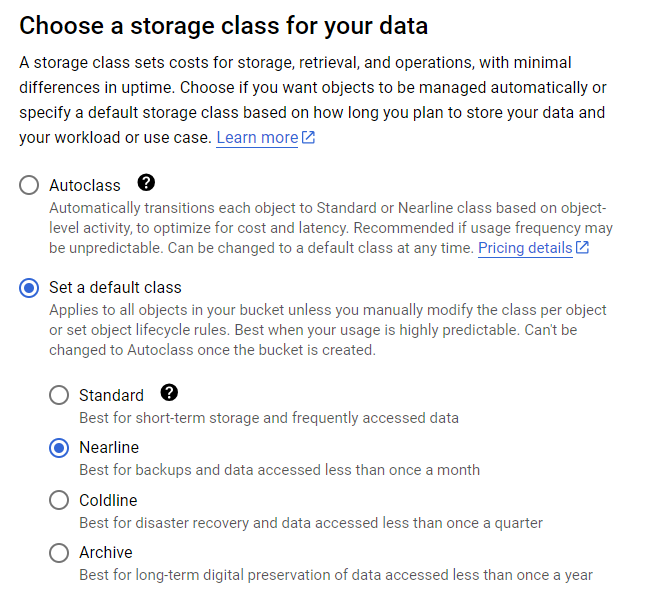 Choose a storage class for your data
A storage class sets costs for storage, retrieval, and operations, with minimal
differences in uptime. Choose if you want objects to be managed automatically or
specify a default storage class based on how long you plan to store your data and
your workload or use case. Learn more
Autoclass ?
Automatically transitions each object to Standard or Nearline class based on object-
level activity, to optimize for cost and latency. Recommended if usage frequency may
be unpredictable. Can be changed to a default class at any time. Pricing details
Set a default class
Applies to all objects in your bucket unless you manually modify the class per object
or set object lifecycle rules. Best when your usage is highly predictable. Can't be
changed to Autoclass once the bucket is created.
Standard ?
Best for short-term storage and frequently accessed data
Nearline
Best for backups and data accessed less than once a month
Coldline
Best for disaster recovery and data accessed less than once a quarter
Archive
Best for long-term digital preservation of data accessed less than once a year